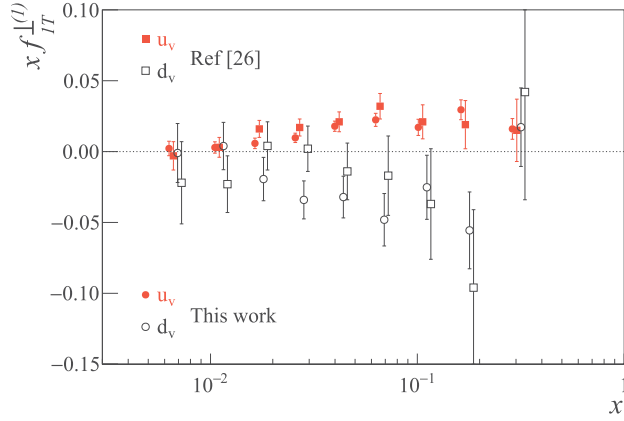 x f_{1T}^{⊥(1)}
0.10
0.05
0.00
−0.05
−0.10
−0.15
u_v
d_v
Ref [26]
u_v
d_v
This work
10^{−2}
10^{−1}
1
x